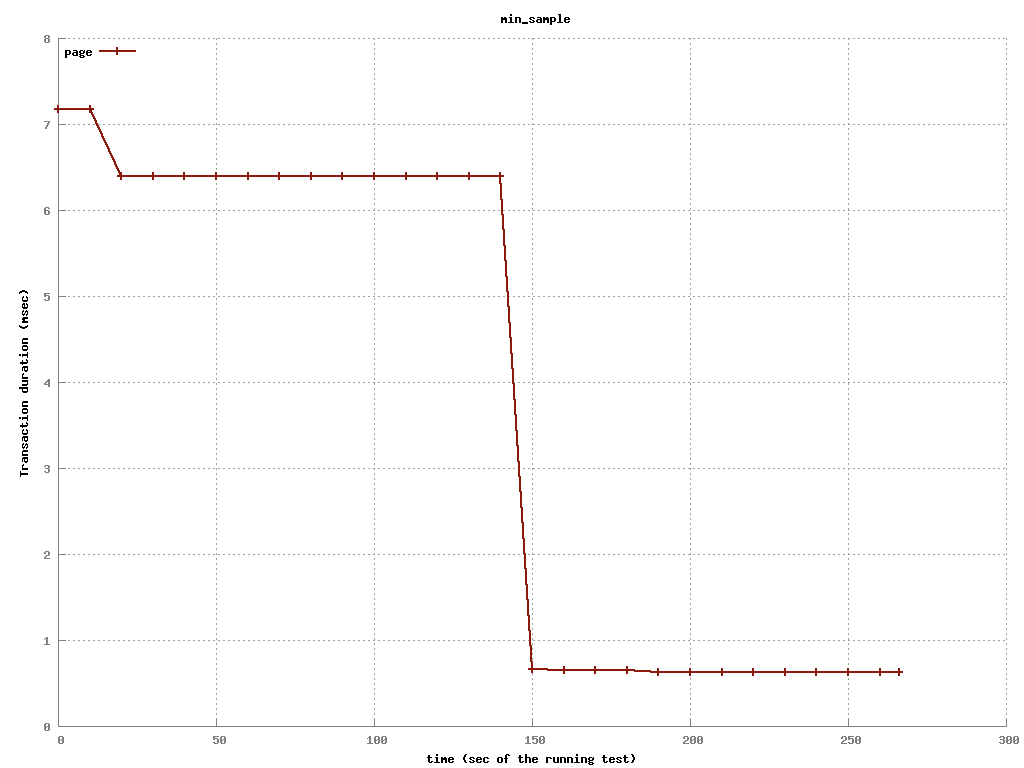 min_sample
page
8
7
6
5
4
3
2
1
0
Transaction duration (msec)
0 50 100 150 200 250 300
time (sec of the running test)